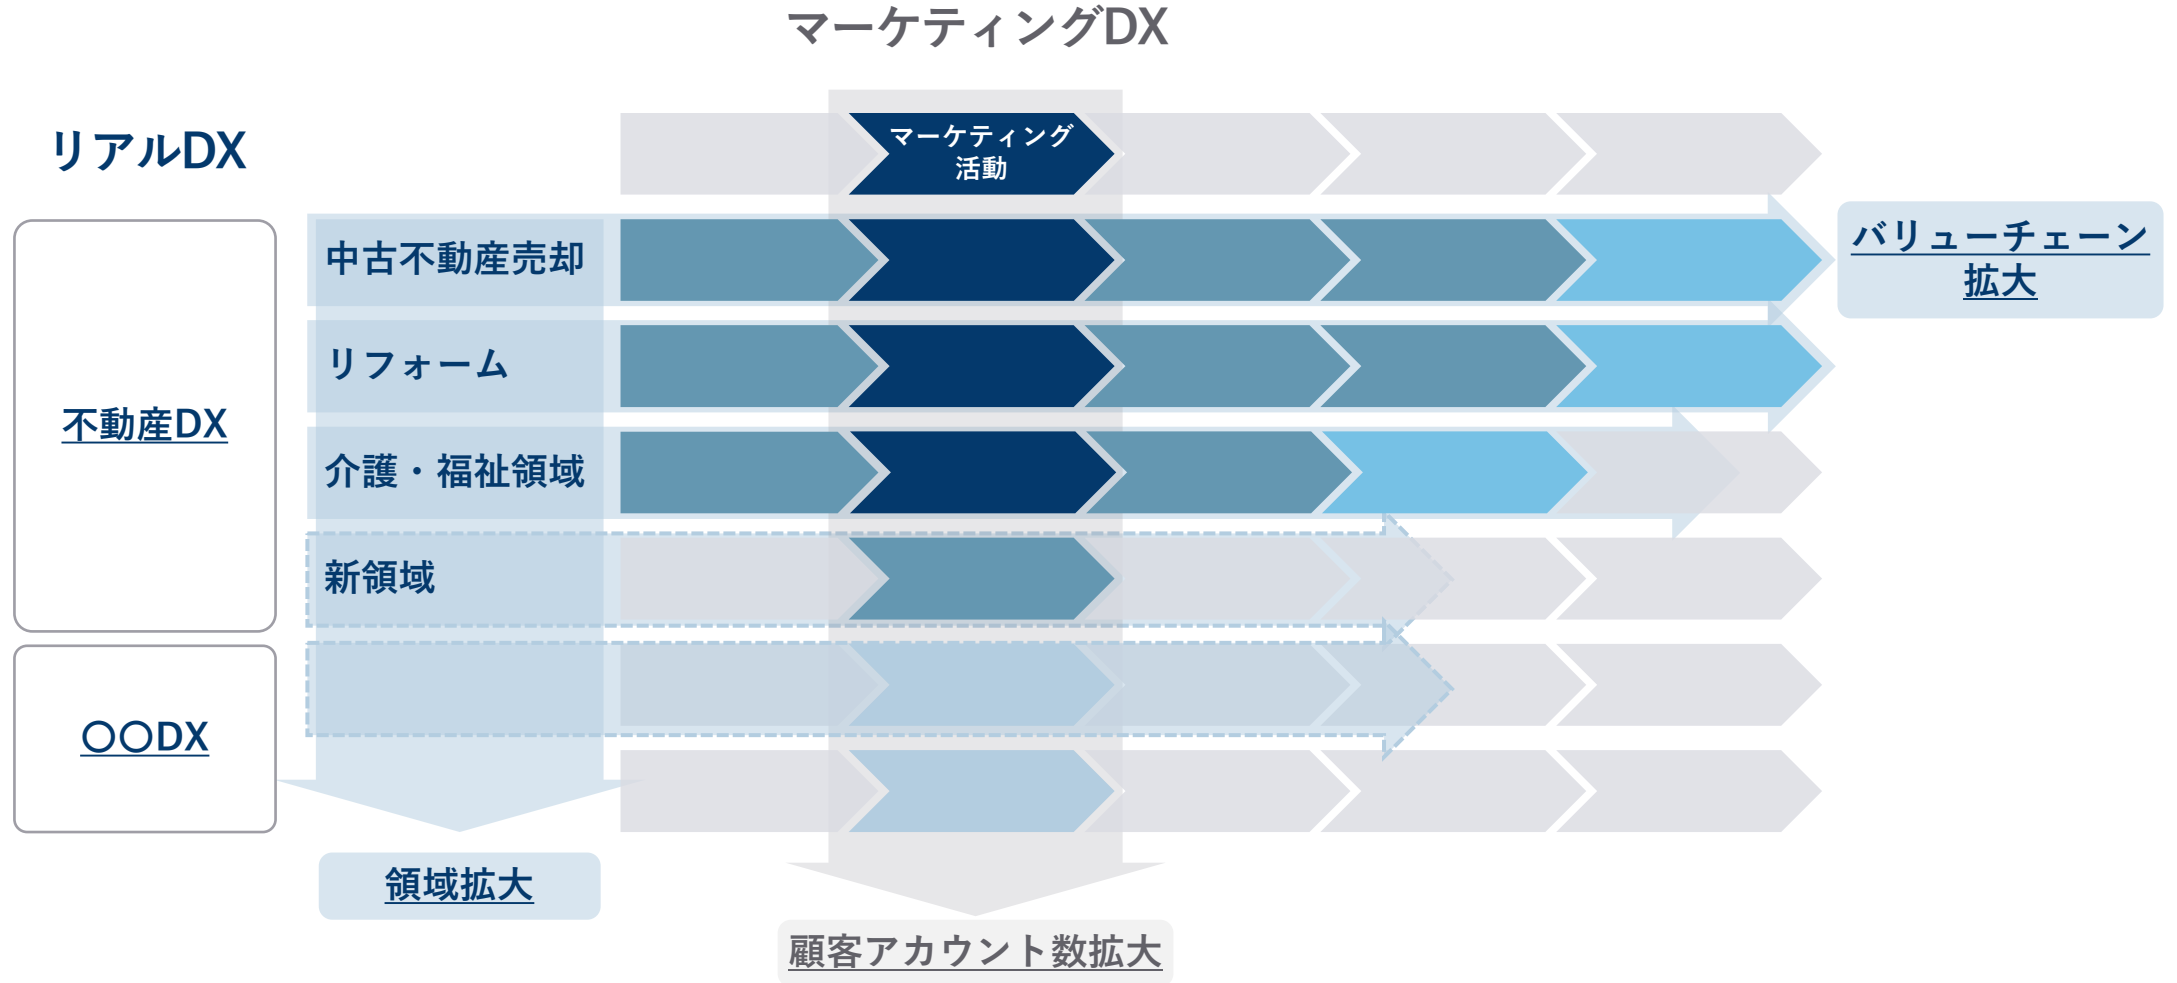 マーケティングDX
リアルDX
マーケティング
活動
中古不動産売却
バリューチェーン
拡大
リフォーム
不動産DX
介護・福祉領域
新領域
〇〇DX
領域拡大
顧客アカウント数拡大